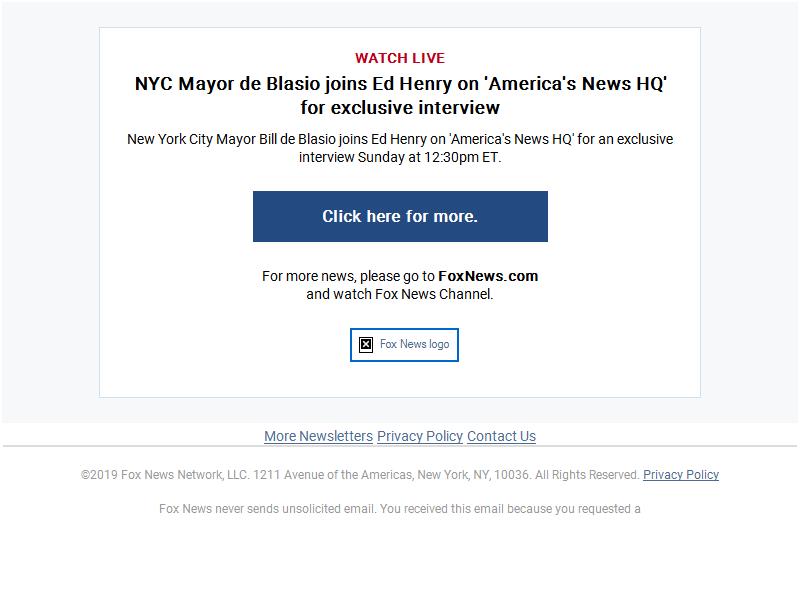 WATCH LIVE
NYC Mayor de Blasio joins Ed Henry on 'America's News HQ'
for exclusive interview
New York City Mayor Bill de Blasio joins Ed Henry on 'America's News HQ' for an exclusive
interview Sunday at 12:30pm ET.
Click here for more.
For more news, please go to FoxNews.com
and watch Fox News Channel.
Fox News logo
More Newsletters Privacy Policy Contact Us
©2019 Fox News Network, LLC. 1211 Avenue of the Americas, New York, NY, 10036. All Rights Reserved. Privacy Policy
Fox News never sends unsolicited email. You received this email because you requested a